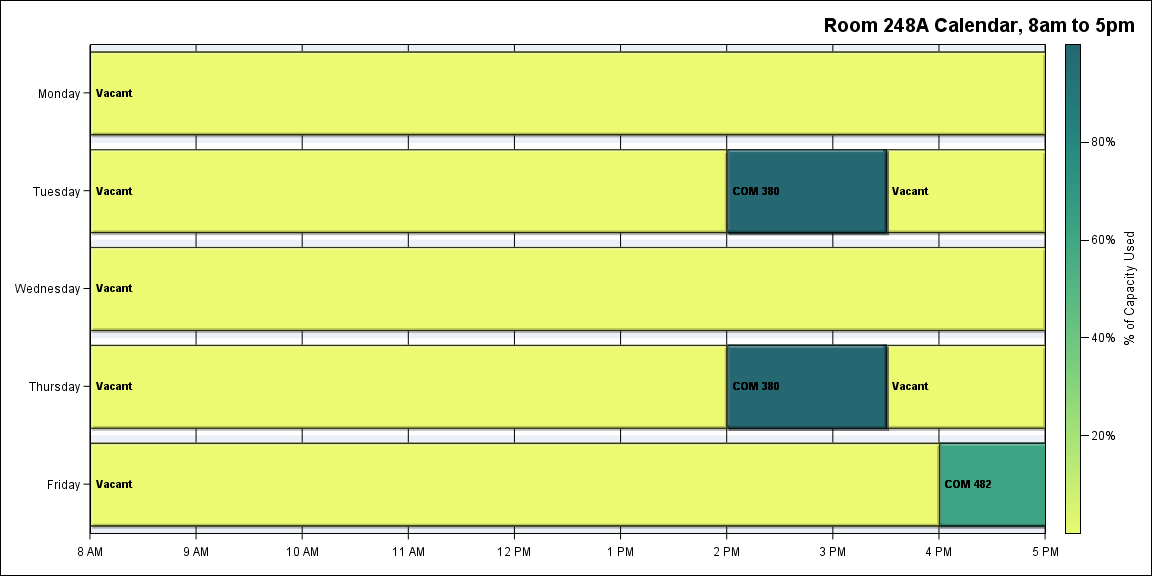 Room 248A Calendar, 8am to 5pm
Monday
Vacant
Tuesday
Vacant
COM 380
Vacant
Wednesday
Vacant
Thursday
Vacant
COM 380
Vacant
Friday
Vacant
COM 482
8 AM
9 AM
10 AM
11 AM
12 PM
1 PM
2 PM
3 PM
4 PM
5 PM
80%
60%
40%
20%
% of Capacity Used